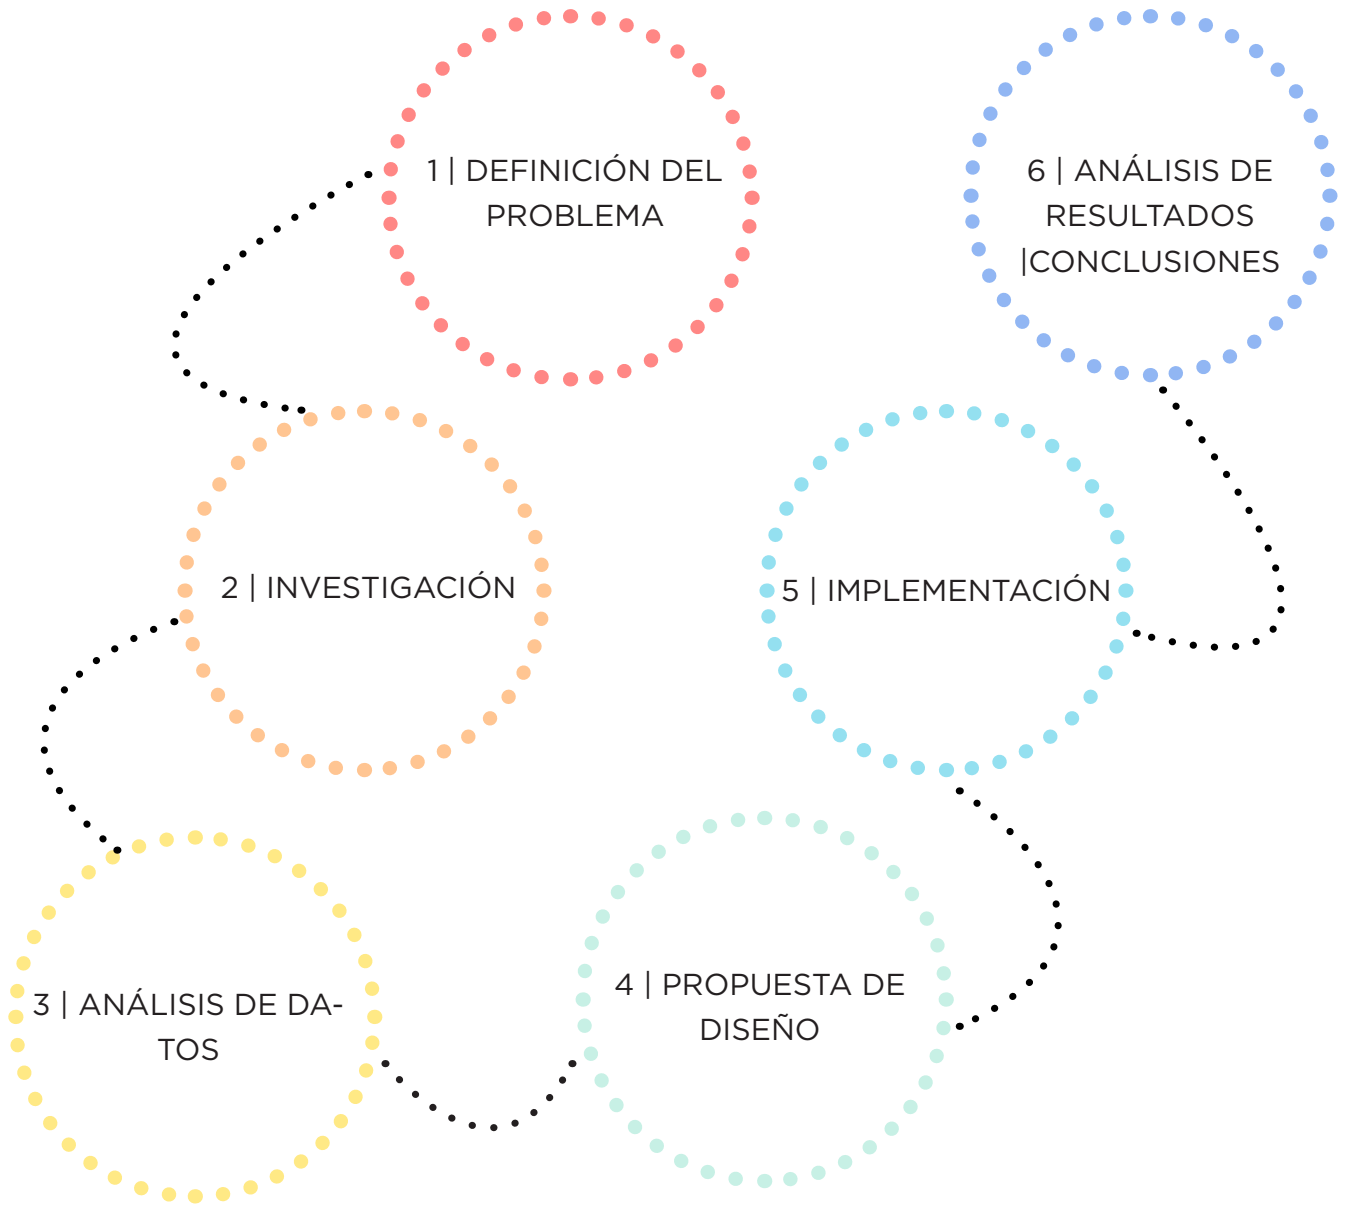 1 | DEFINICIÓN DEL
PROBLEMA
2 | INVESTIGACIÓN
3 | ANÁLISIS DE DA-
TOS
4 | PROPUESTA DE
DISEÑO
5 | IMPLEMENTACIÓN
6 | ANÁLISIS DE
RESULTADOS
|CONCLUSIONES